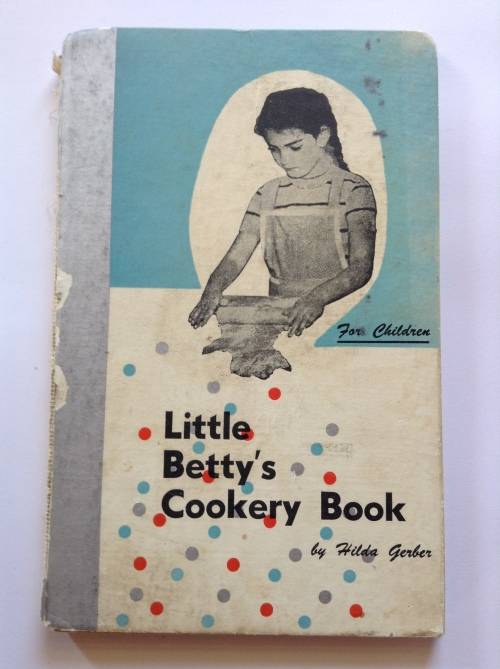 For Children
Little
Betty's
Cookery Book
by Hilda Gerber